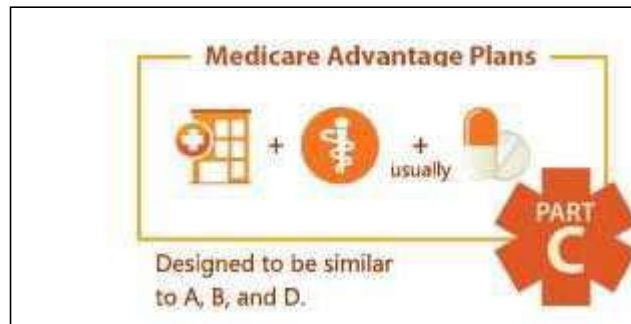 Medicare Advantage Plans
+
+
usually
PART
C
Designed to be similar
to A, B, and D.